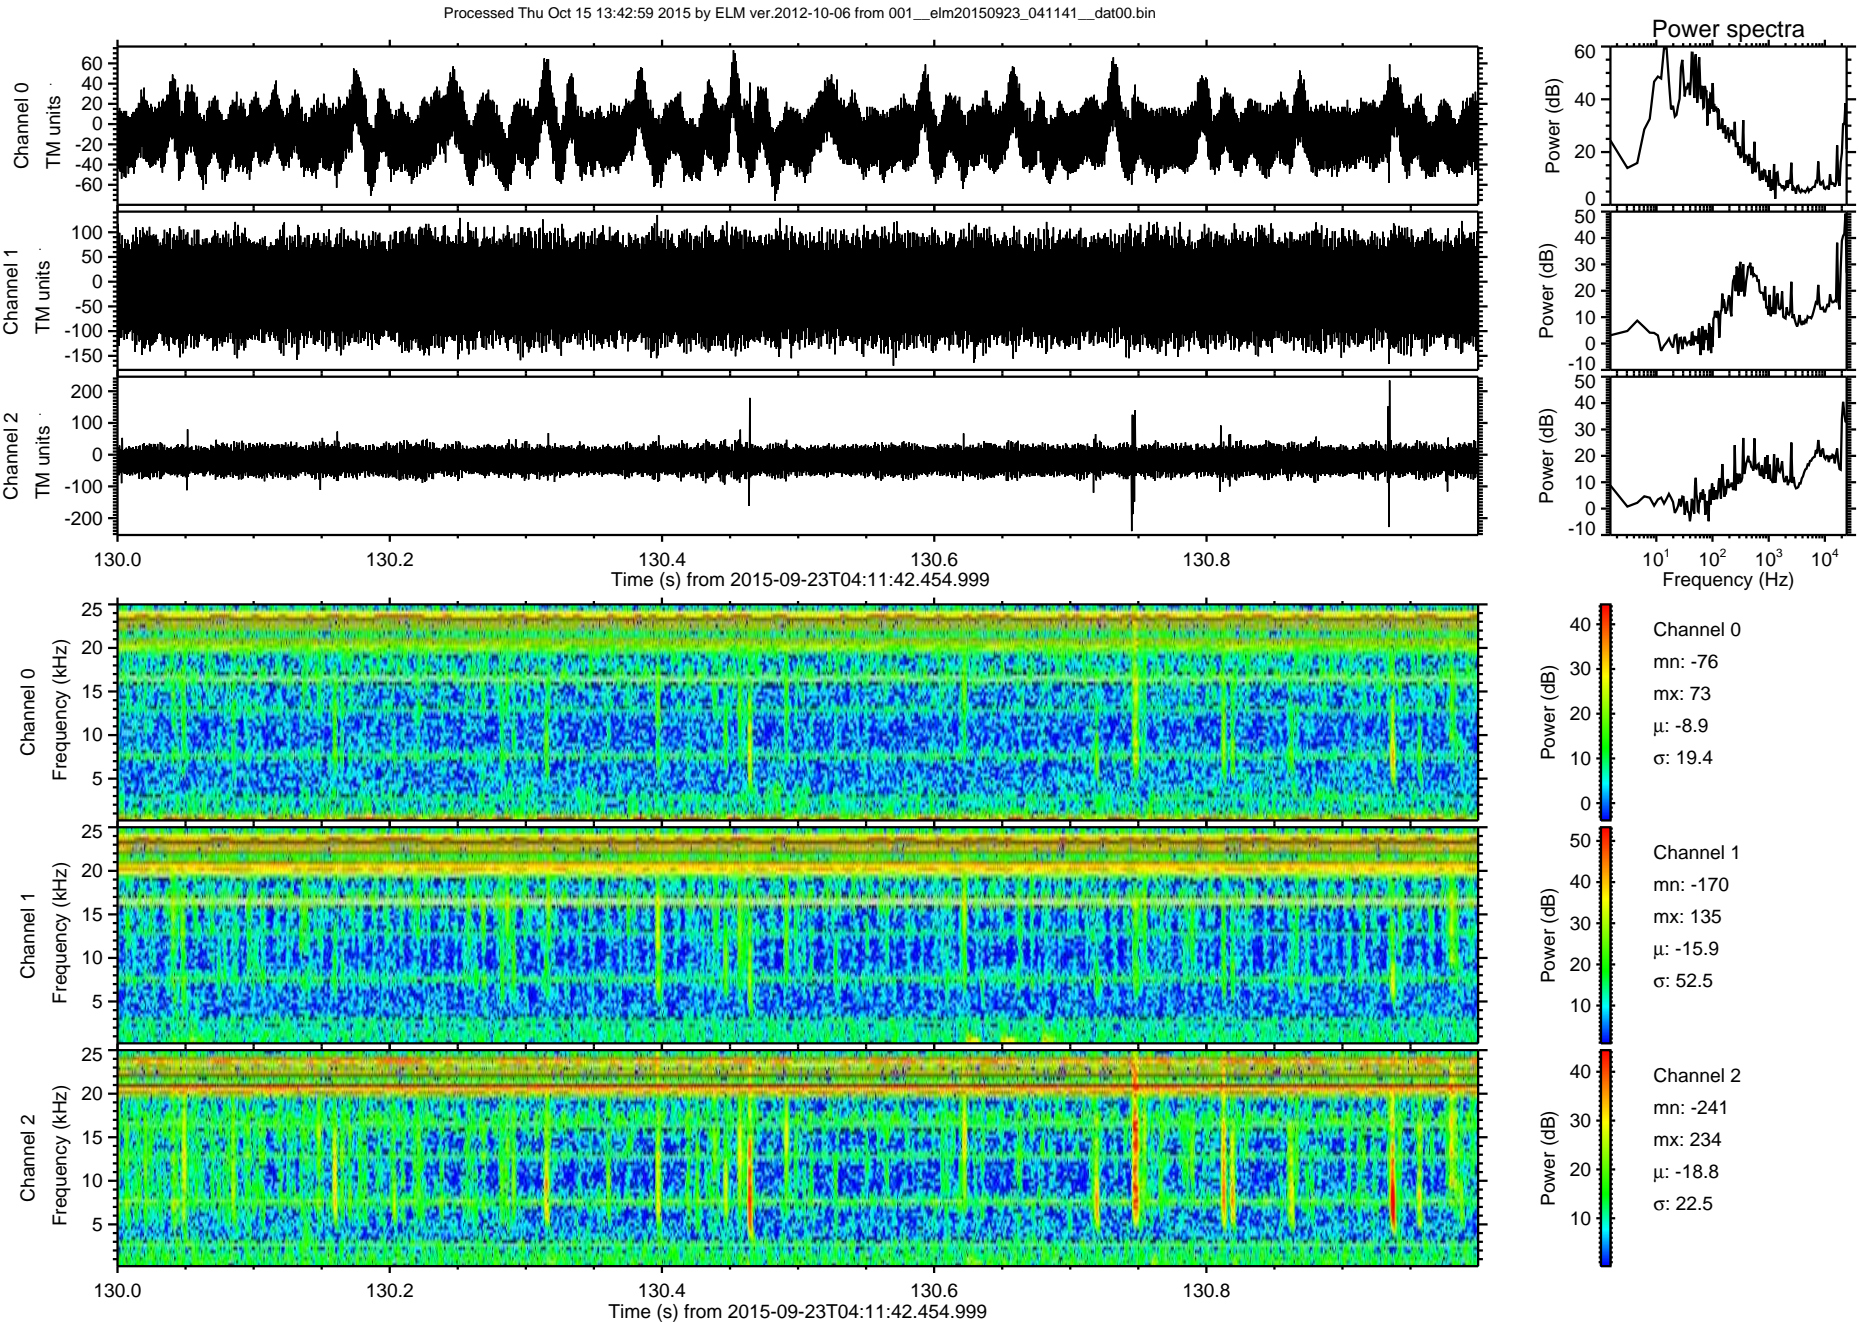 Processed Thu Oct 15 13:42:59 2015 by ELM ver.2012-10-06 from 001__elm20150923_041141__dat00.bin
Power spectra
Channel 0
TM units
60
40
20
0
-20
-40
-60
Power (dB)
60
40
20
0
Channel 1
TM units
100
50
0
-50
-100
-150
Power (dB)
50
40
30
20
10
0
-10
Channel 2
TM units
200
100
0
-100
-200
Power (dB)
50
40
30
20
10
0
-10
130.0 130.2 130.4 130.6 130.8
Time (s) from 2015-09-23T04:11:42.454.999
10¹ 10² 10³ 10⁴
Frequency (Hz)
Channel 0
Frequency (kHz)
25
20
15
10
5
Power (dB)
40
30
20
10
0
Channel 0
mn: -76
mx: 73
μ: -8.9
σ: 19.4
Channel 1
Frequency (kHz)
25
20
15
10
5
Power (dB)
50
40
30
20
10
Channel 1
mn: -170
mx: 135
μ: -15.9
σ: 52.5
Channel 2
Frequency (kHz)
25
20
15
10
5
Power (dB)
40
30
20
10
Channel 2
mn: -241
mx: 234
μ: -18.8
σ: 22.5
130.0 130.2 130.4 130.6 130.8
Time (s) from 2015-09-23T04:11:42.454.999